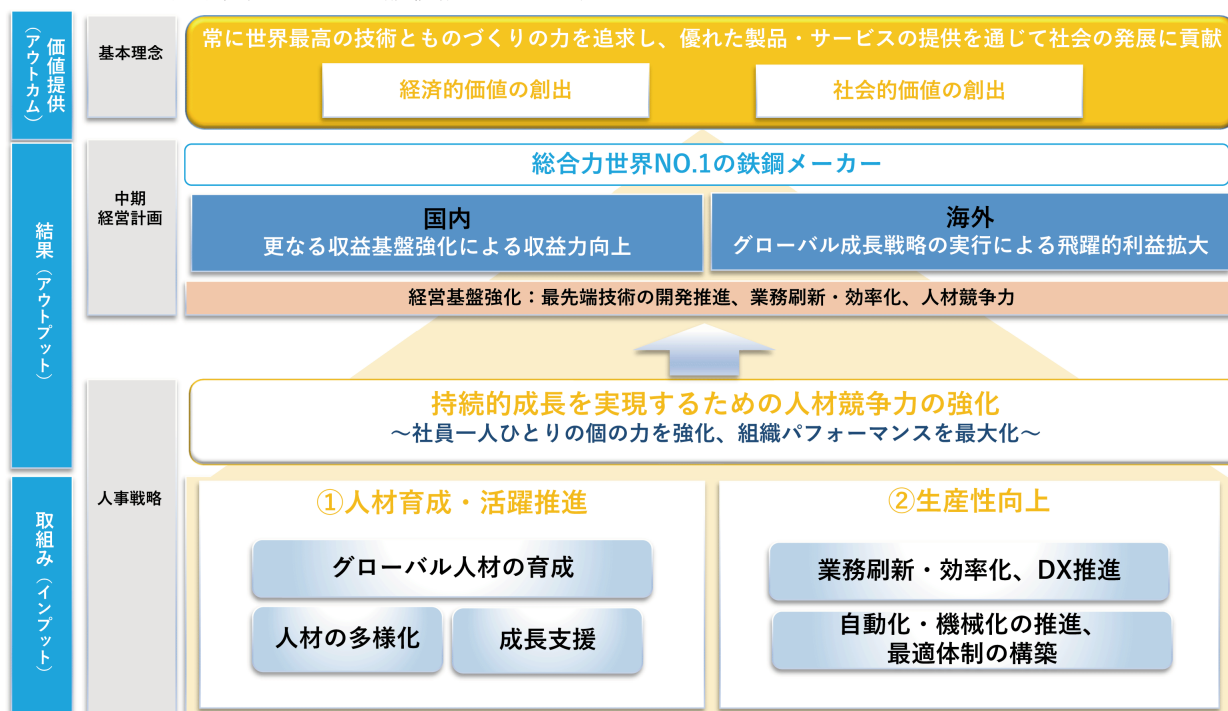 価値提供
（アウトカム）
基本理念
常に世界最高の技術とものづくりの力を追求し、優れた製品・サービスの提供を通じて社会の発展に貢献
経済的価値の創出
社会的価値の創出
結果
（アウトプット）
中期
経営計画
総合力世界NO.1の鉄鋼メーカー
国内
更なる収益基盤強化による収益力向上
海外
グローバル成長戦略の実行による飛躍的利益拡大
経営基盤強化：最先端技術の開発推進、業務刷新・効率化、人材競争力
人事戦略
持続的成長を実現するための人材競争力の強化
～社員一人ひとりの個の力を強化、組織パフォーマンスを最大化～
取組み
（インプット）
①人材育成・活躍推進
グローバル人材の育成
人材の多様化
成長支援
②生産性向上
業務刷新・効率化、DX推進
自動化・機械化の推進、
最適体制の構築